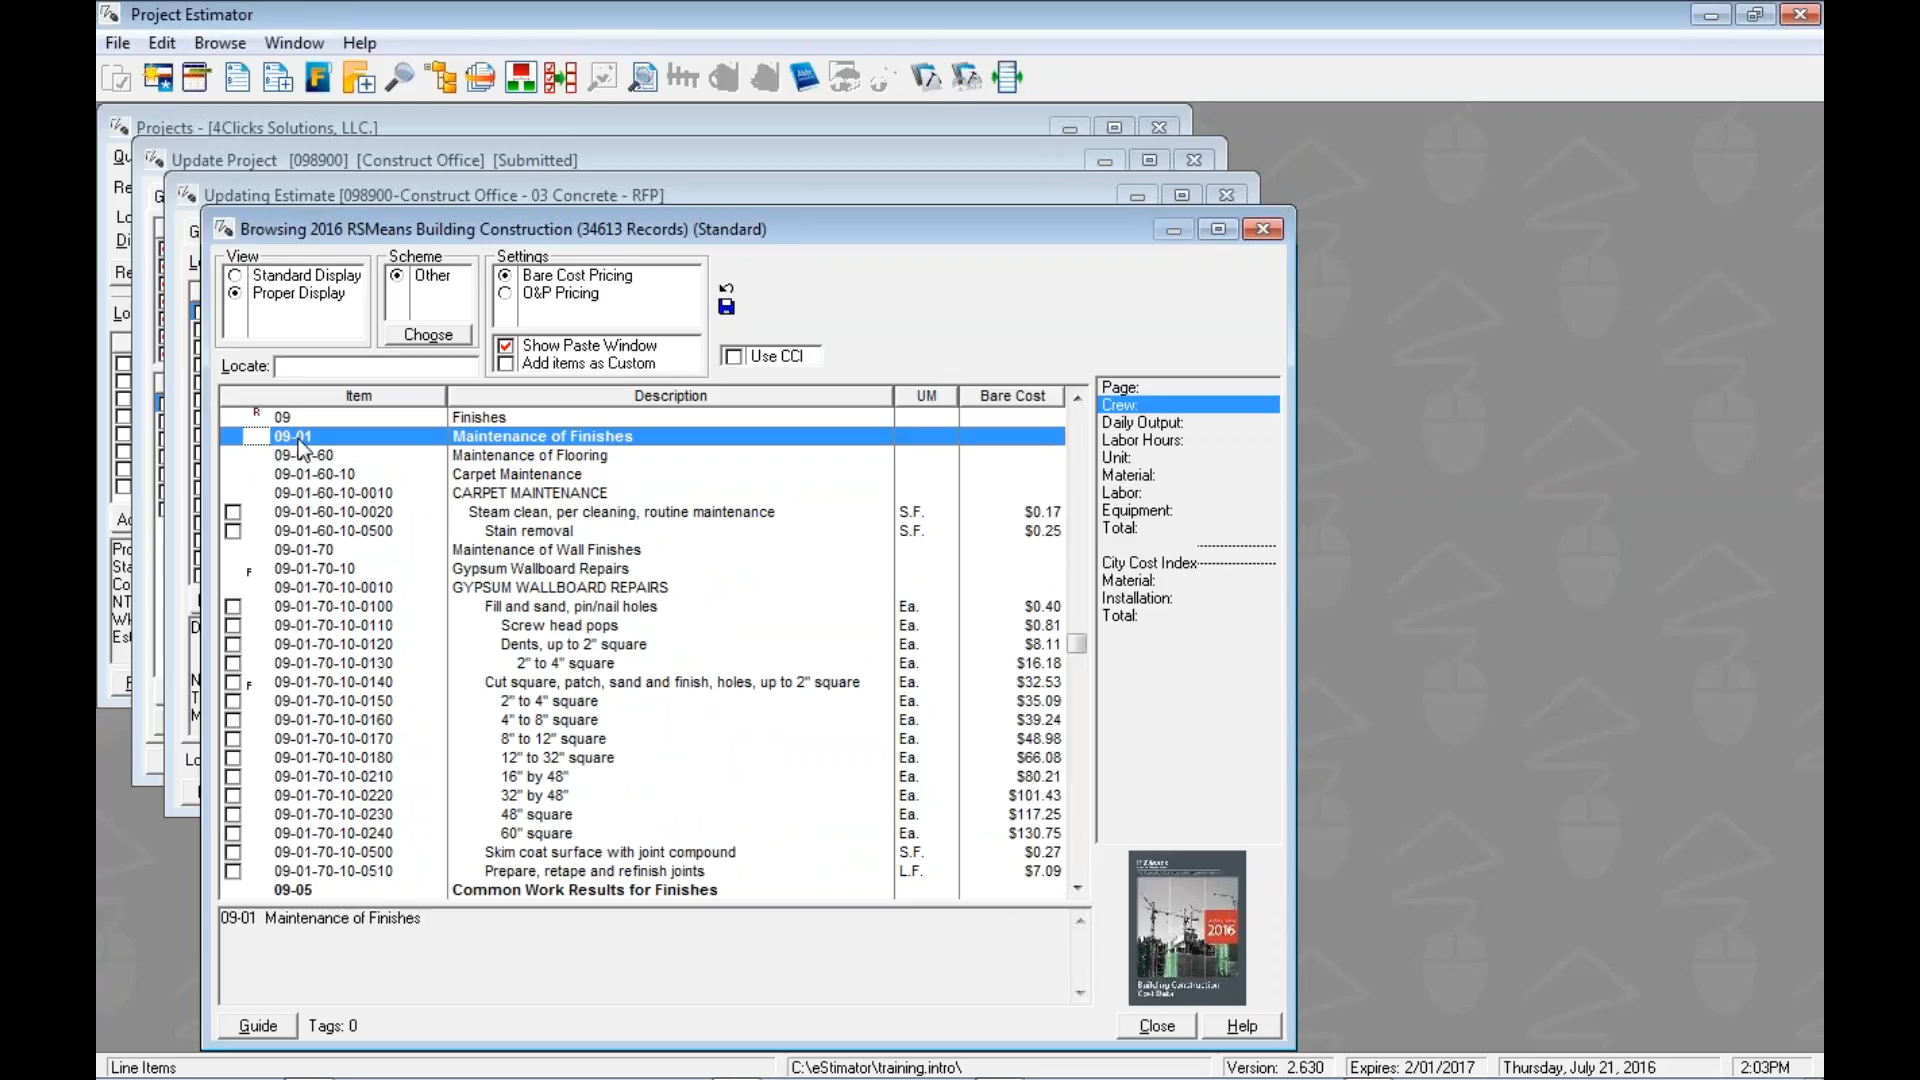 Project Estimator
File Edit Browse Window Help
Projects - [4Clicks Solutions, LLC.]
Update Project [098900] [Construct Office] [Submitted]
Updating Estimate [098900-Construct Office - 03 Concrete - RFP]
Browsing 2016 RSMeans Building Construction (34613 Records) (Standard)
View Scheme Settings
Standard Display Other Bare Cost Pricing
Proper Display O&P Pricing
Choose
Show Paste Window
Add items as Custom
Use CCI
Locate:
Item Description UM Bare Cost
R 09 Finishes
09-01 Maintenance of Finishes
09-01-60 Maintenance of Flooring
09-01-60-10 Carpet Maintenance
09-01-60-10-0010 CARPET MAINTENANCE
09-01-60-10-0020 Steam clean, per cleaning, routine maintenance S.F. $0.17
09-01-60-10-0500 Stain removal S.F. $0.25
09-01-70 Maintenance of Wall Finishes
F 09-01-70-10 Gypsum Wallboard Repairs
09-01-70-10-0010 GYPSUM WALLBOARD REPAIRS
09-01-70-10-0100 Fill and sand, pin/nail holes Ea. $0.40
09-01-70-10-0110 Screw head pops Ea. $0.81
09-01-70-10-0120 Dents, up to 2" square Ea. $8.11
09-01-70-10-0130 2" to 4" square Ea. $16.18
F 09-01-70-10-0140 Cut square, patch, sand and finish, holes, up to 2" square Ea. $32.53
09-01-70-10-0150 2" to 4" square Ea. $35.09
09-01-70-10-0160 4" to 8" square Ea. $39.24
09-01-70-10-0170 8" to 12" square Ea. $48.98
09-01-70-10-0180 12" to 32" square Ea. $66.08
09-01-70-10-0210 16" by 48" Ea. $80.21
09-01-70-10-0220 32" by 48" Ea. $101.43
09-01-70-10-0230 48" square Ea. $117.25
09-01-70-10-0240 60" square Ea. $130.75
09-01-70-10-0500 Skim coat surface with joint compound S.F. $0.27
09-01-70-10-0510 Prepare, retape and refinish joints L.F. $7.09
09-05 Common Work Results for Finishes
Page:
Crew:
Daily Output:
Labor Hours:
Unit:
Material:
Labor:
Equipment:
Total:
City Cost Index
Material:
Installation:
Total:
2016
Building Construction
Cost Data
09-01 Maintenance of Finishes
Guide Tags: 0 Close Help
Line Items C:\eStimator\training.intro\ Version: 2.630 Expires: 2/01/2017 Thursday, July 21, 2016 2:03PM